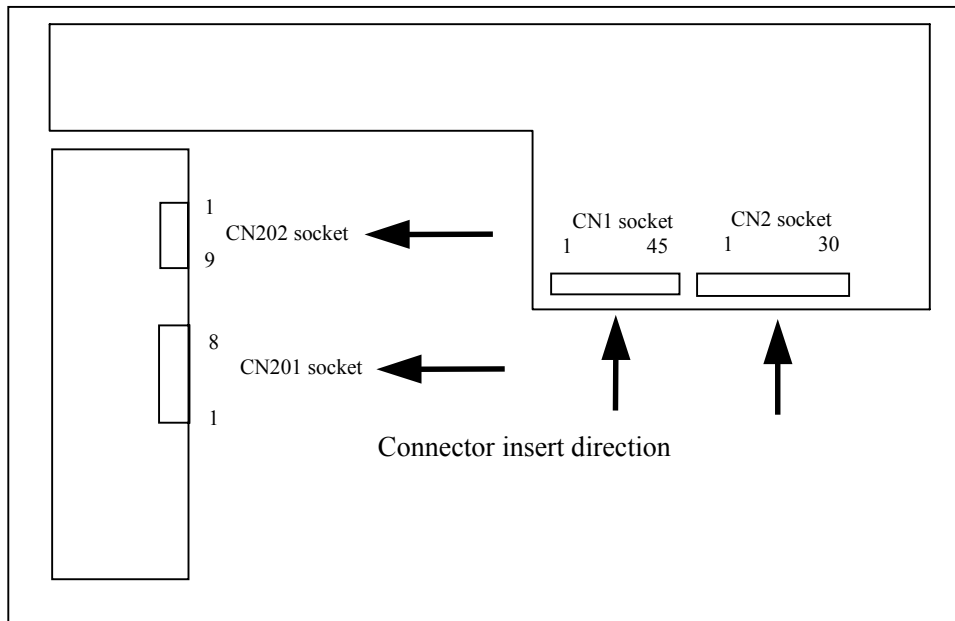 CN1 socket
CN2 socket
1
45
1
30
1
CN202 socket
9
8
CN201 socket
1
Connector insert direction